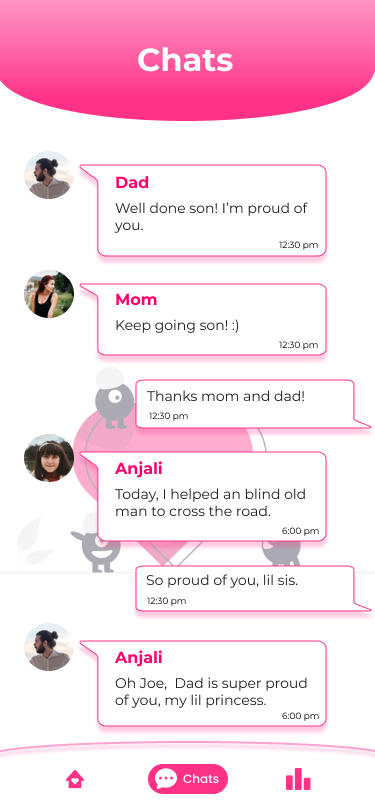 Chats
Dad
Well done son! I’m proud of
you.
12:30 pm
Mom
Keep going son! :)
12:30 pm
Thanks mom and dad!
12:30 pm
Anjali
Today, I helped an blind old
man to cross the road.
6:00 pm
So proud of you, lil sis.
12:30 pm
Anjali
Oh Joe,  Dad is super proud
of you, my lil princess.
6:00 pm
Chats